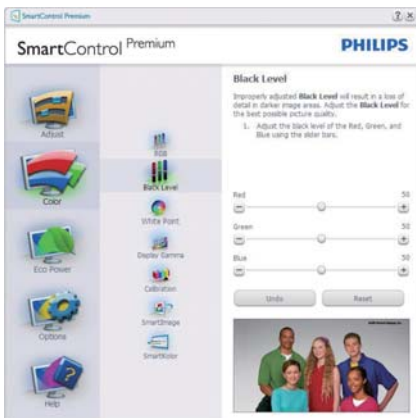 SmartControl Premium
SmartControl Premium
PHILIPS
Adjust
Color
Eco Power
Options
Help
RGB
Black Level
White Point
Display Gamma
Calibration
SmartImage
SmartKolor
Black Level
Improperly adjusted Black Level will result in a loss of
detail in darker image areas. Adjust the Black Level for
the best possible picture quality.
1. Adjust the black level of the Red, Green, and
Blue using the slider bars.
Red 50
Green 50
Blue 50
Undo Reset